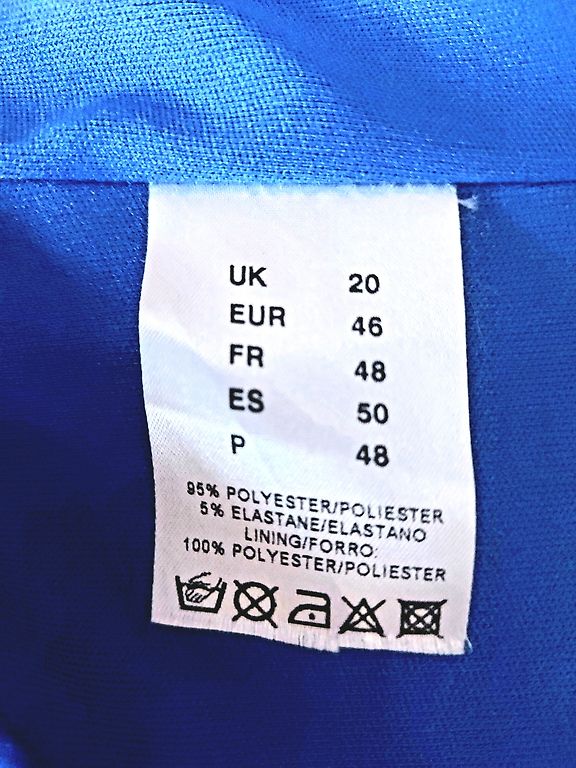 UK 20
EUR 46
FR 48
ES 50
P 48
95% POLYESTER/POLIESTER
5% ELASTANE/ELASTANO
LINING/FORRO:
100% POLYESTER/POLIESTER